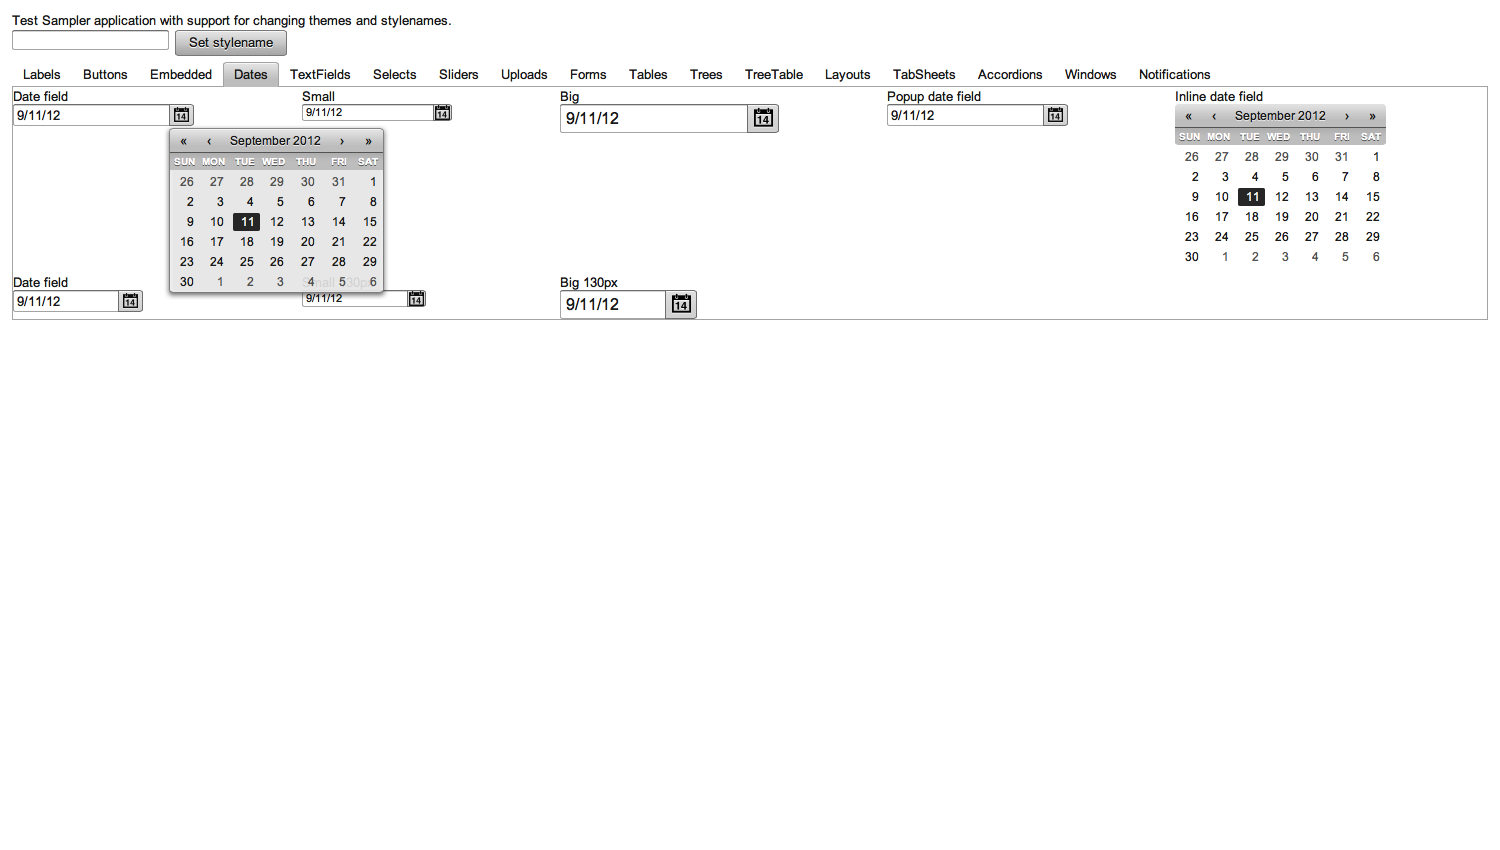 Test Sampler application with support for changing themes and stylenames.
Set stylename
Labels Buttons Embedded Dates TextFields Selects Sliders Uploads Forms Tables Trees TreeTable Layouts TabSheets Accordions Windows Notifications
Date field Small Big Popup date field Inline date field
9/11/12 14 9/11/12 14 9/11/12 14 9/11/12 14
« ‹ September 2012 › »
SUN MON TUE WED THU FRI SAT
26 27 28 29 30 31 1
2 3 4 5 6 7 8
9 10 11 12 13 14 15
16 17 18 19 20 21 22
23 24 25 26 27 28 29
30 1 2 3 4 5 6
« ‹ September 2012 › »
SUN MON TUE WED THU FRI SAT
26 27 28 29 30 31 1
2 3 4 5 6 7 8
9 10 11 12 13 14 15
16 17 18 19 20 21 22
23 24 25 26 27 28 29
30 1 2 3 4 5 6
Date field Big 130px
9/11/12 14 9/11/12 14 9/11/12 14